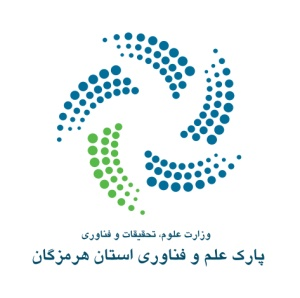 وزارت علوم، تحقیقات و فناوری
پارک علم و فناوری استان هرمزگان